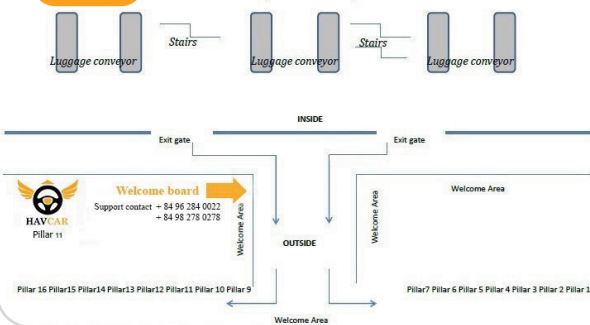 Stairs
Stairs
Luggage conveyor
Luggage conveyor
Luggage conveyor
INSIDE
Exit gate
Exit gate
Welcome board
Support contact + 84 96 284 0022
+ 84 98 278 0278
HAVCAR
Pillar 11
Welcome Area
Welcome Area
Welcome Area
OUTSIDE
Pillar 16 Pillar15 Pillar14 Pillar13 Pillar12 Pillar11 Pillar 10 Pillar 9
Pillar7 Pillar 6 Pillar 5 Pillar 4 Pillar 3 Pillar 2 Pillar 1
Welcome Area